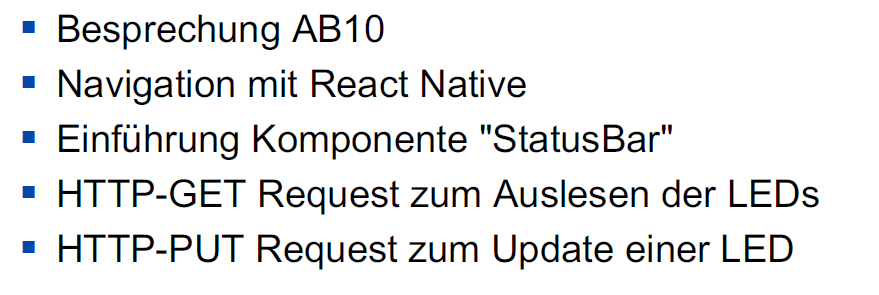 ▪ Besprechung AB10
▪ Navigation mit React Native
▪ Einführung Komponente "StatusBar"
▪ HTTP-GET Request zum Auslesen der LEDs
▪ HTTP-PUT Request zum Update einer LED